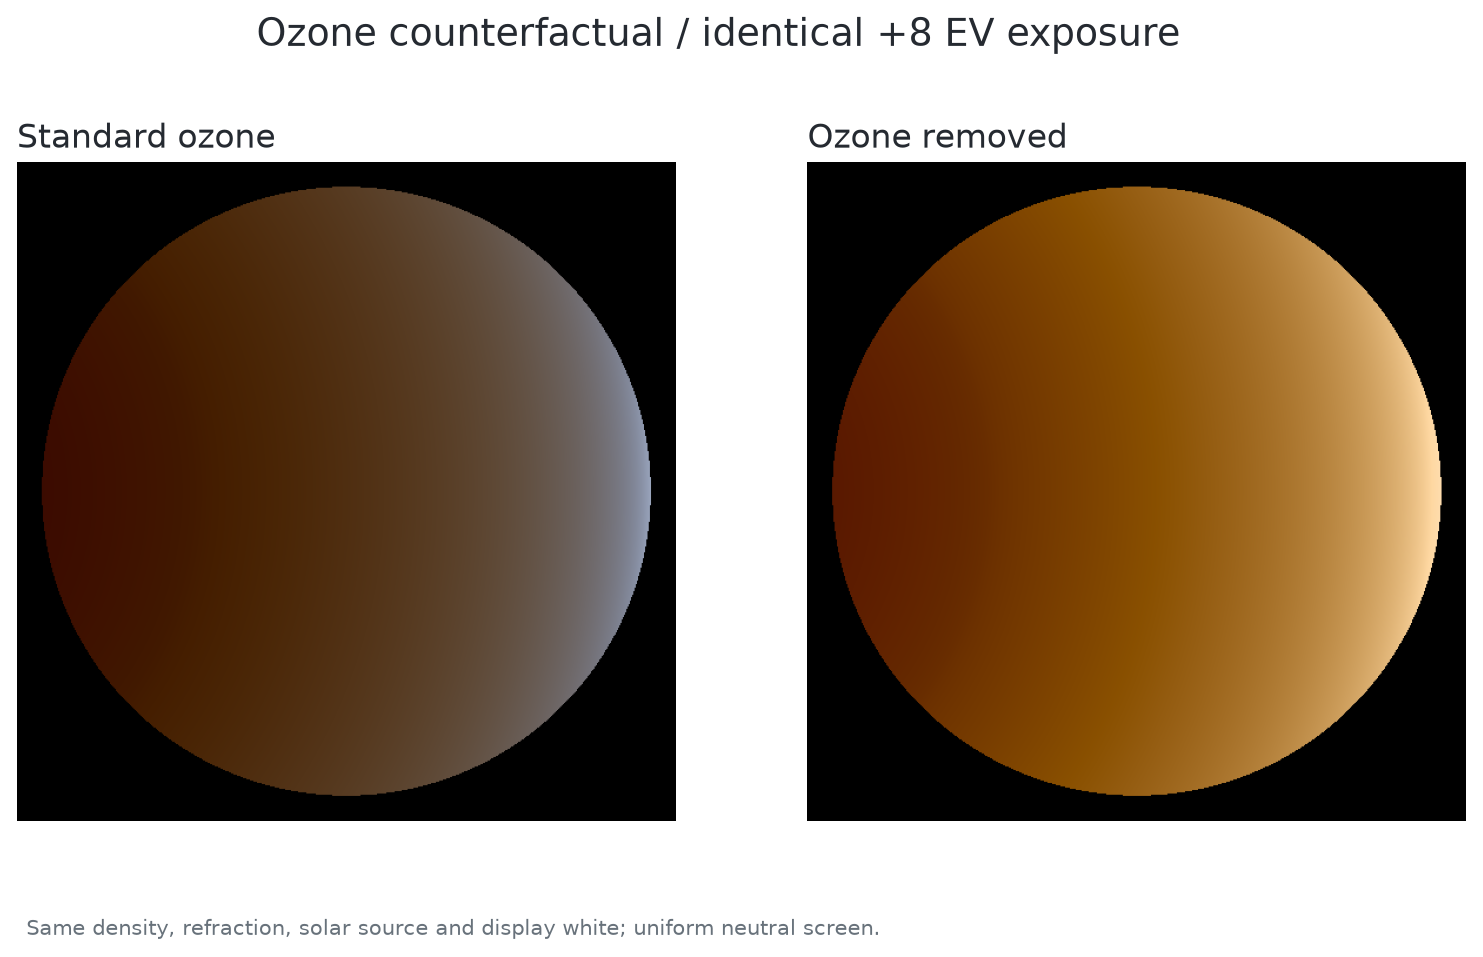 Ozone counterfactual / identical +8 EV exposure
Standard ozone
Ozone removed
Same density, refraction, solar source and display white; uniform neutral screen.